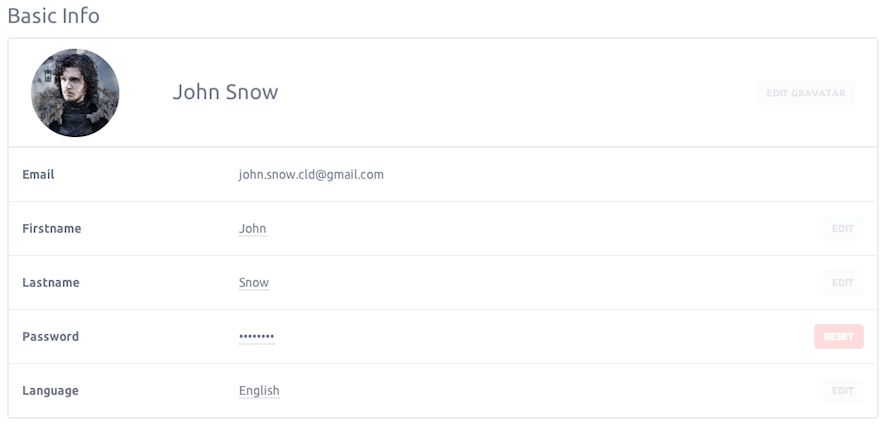 Basic Info
John Snow
EDIT GRAVATAR
Email john.snow.cld@gmail.com
Firstname John EDIT
Lastname Snow EDIT
Password •••••••• RESET
Language English EDIT